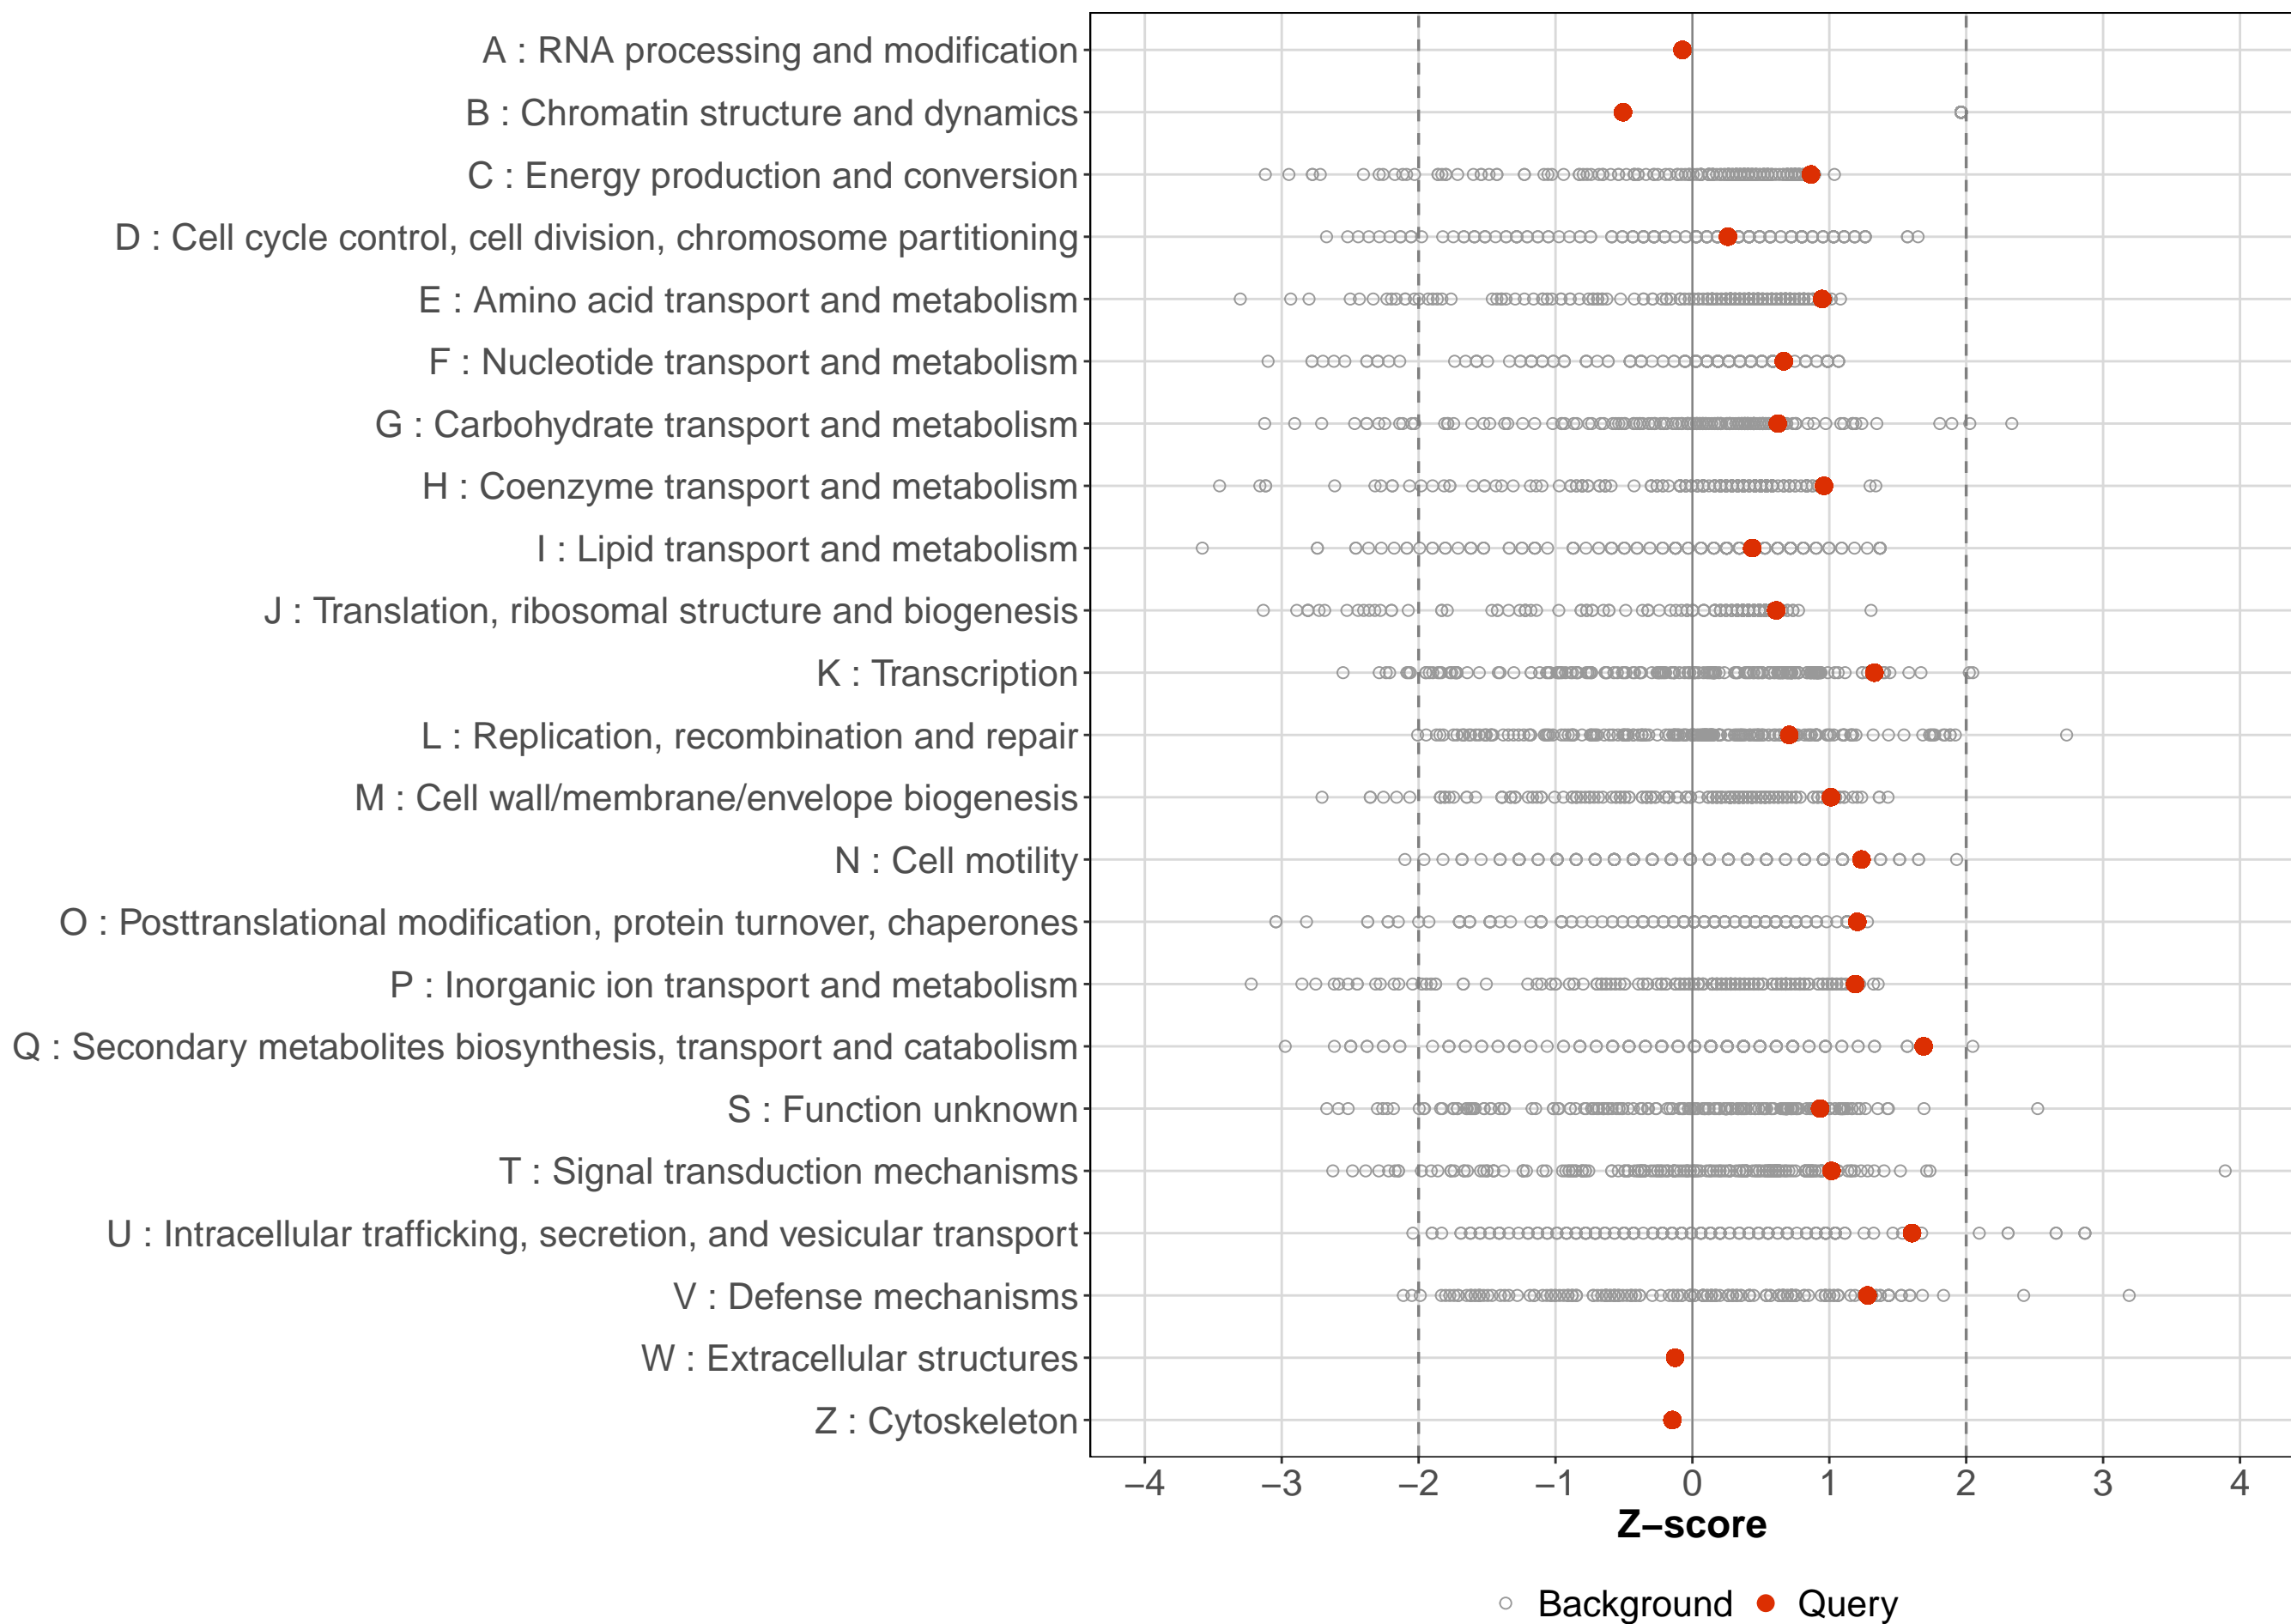 A : RNA processing and modification
B : Chromatin structure and dynamics
C : Energy production and conversion
D : Cell cycle control, cell division, chromosome partitioning
E : Amino acid transport and metabolism
F : Nucleotide transport and metabolism
G : Carbohydrate transport and metabolism
H : Coenzyme transport and metabolism
I : Lipid transport and metabolism
J : Translation, ribosomal structure and biogenesis
K : Transcription
L : Replication, recombination and repair
M : Cell wall/membrane/envelope biogenesis
N : Cell motility
O : Posttranslational modification, protein turnover, chaperones
P : Inorganic ion transport and metabolism
Q : Secondary metabolites biosynthesis, transport and catabolism
S : Function unknown
T : Signal transduction mechanisms
U : Intracellular trafficking, secretion, and vesicular transport
V : Defense mechanisms
W : Extracellular structures
Z : Cytoskeleton
−4 −3 −2 −1 0 1 2 3 4
Z−score
Background Query